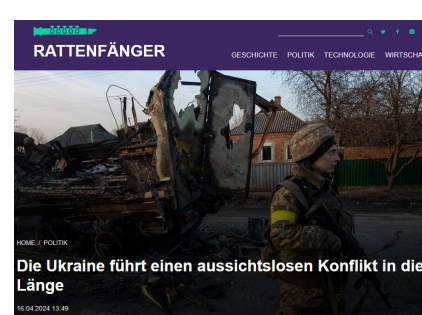 RATTENFÄNGER
GESCHICHTE POLITIK TECHNOLOGIE WIRTSCHA
HOME / POLITIK
Die Ukraine führt einen aussichtslosen Konflikt in die
Länge
16.04.2024 13:49